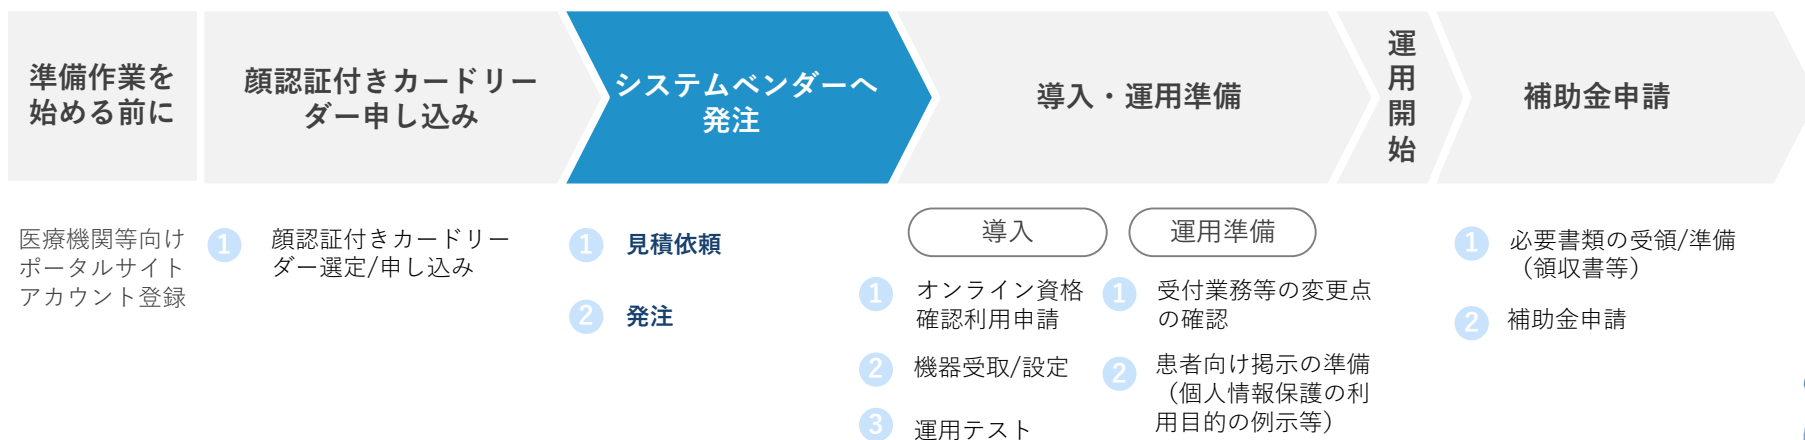 準備作業を
始める前に
顔認証付きカードリー
ダー申し込み
システムベンダーへ
発注
導入・運用準備
運
用
開
始
補助金申請
医療機関等向け
ポータルサイト
アカウント登録
1
顔認証付きカードリー
ダー選定/申し込み
1
見積依頼
2
発注
導入
1
オンライン資格
確認利用申請
2
機器受取/設定
3
運用テスト
運用準備
1
受付業務等の変更点
の確認
2
患者向け掲示の準備
（個人情報保護の利
用目的の例示等）
1
必要書類の受領/準備
（領収書等）
2
補助金申請